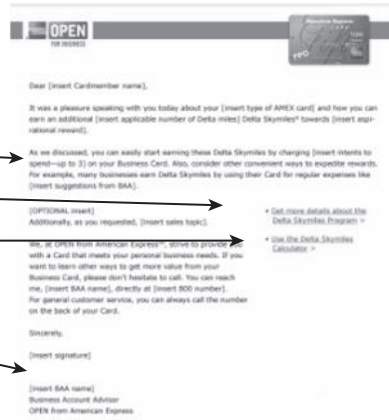 OPEN
FOR BUSINESS
Dear [insert Cardmember name],
It was a pleasure speaking with you today about your [insert type of AMEX card] and how you can
earn an additional [insert applicable number of Delta miles] Delta Skymiles® towards [insert aspi-
rational reward].
As we discussed, you can easily start earning these Delta Skymiles by charging [insert intents to
spend—up to 3] on your Business Card. Also, consider other convenient ways to expedite rewards.
For example, many businesses earn Delta Skymiles by using their Card for regular expenses like
[insert suggestions from BAA].
[OPTIONAL insert]
Additionally, as you requested, [insert sales topic].
We, at OPEN from American Express™, strive to provide you
with a Card that meets your personal business needs. If you
want to learn other ways to get more value from your
Business Card, please don't hesitate to call. You can reach
me, [insert BAA name], directly at [insert 800 number].
For general customer service, you can always call the number
on the back of your Card.
• Get more details about the
Delta Skymiles Program >
• Use the Delta Skymiles
Calculator >
Sincerely,
[insert signature]
[insert BAA name]
Business Account Advisor
OPEN from American Express